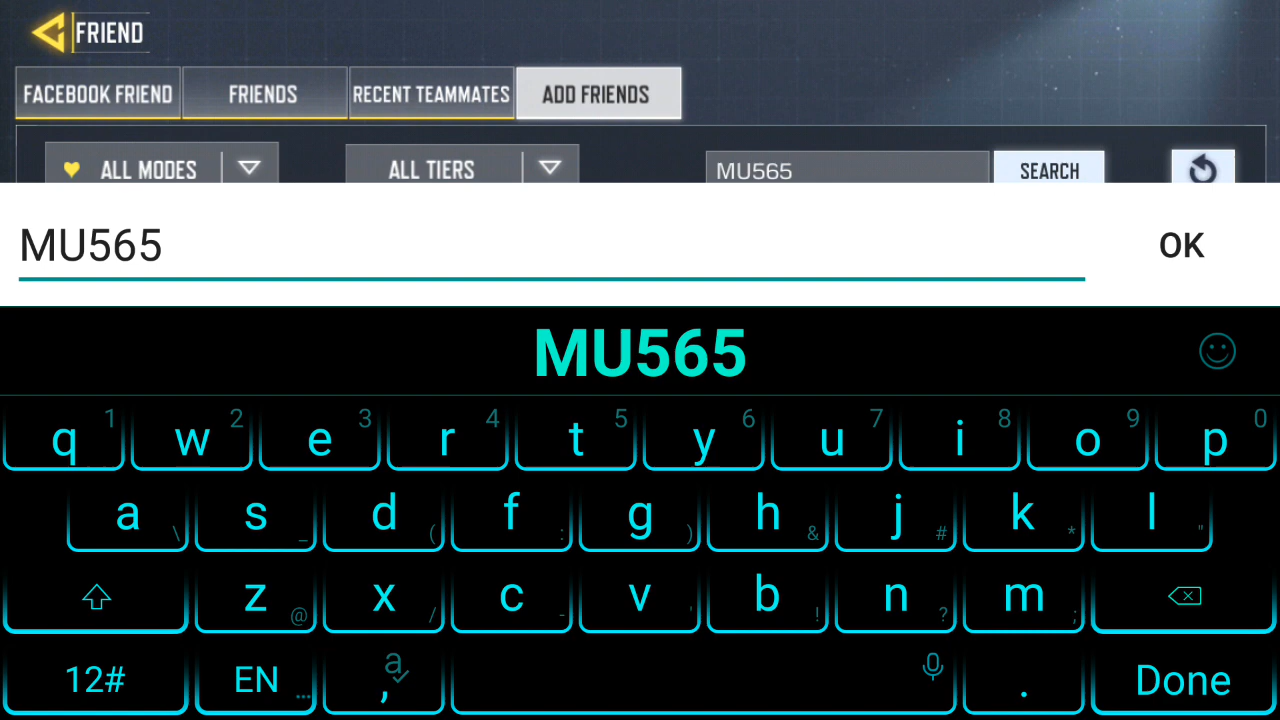 FRIEND
FACEBOOK FRIEND FRIENDS RECENT TEAMMATES ADD FRIENDS
ALL MODES ALL TIERS MU565 SEARCH
MU565 OK
MU565
q 1 w 2 e 3 r 4 t 5 y 6 u 7 i 8 o 9 p 0
a \ s _ d ( f : g ) h & j # k * l "
z @ x / c - v ' b ! n ? m ;
12# EN ... a , . Done